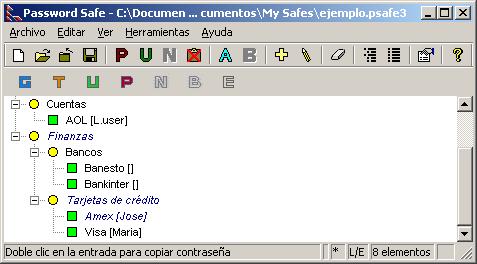 Password Safe - C:\Documen ... cumentos\My Safes\ejemplo.psafe3
Archivo Editar Ver Herramientas Ayuda
P U N A B
G T U P N B E
Cuentas
AOL [L.user]
Finanzas
Bancos
Banesto []
Bankinter []
Tarjetas de crédito
Amex [Jose]
Visa [Maria]
Doble clic en la entrada para copiar contraseña * L/E 8 elementos